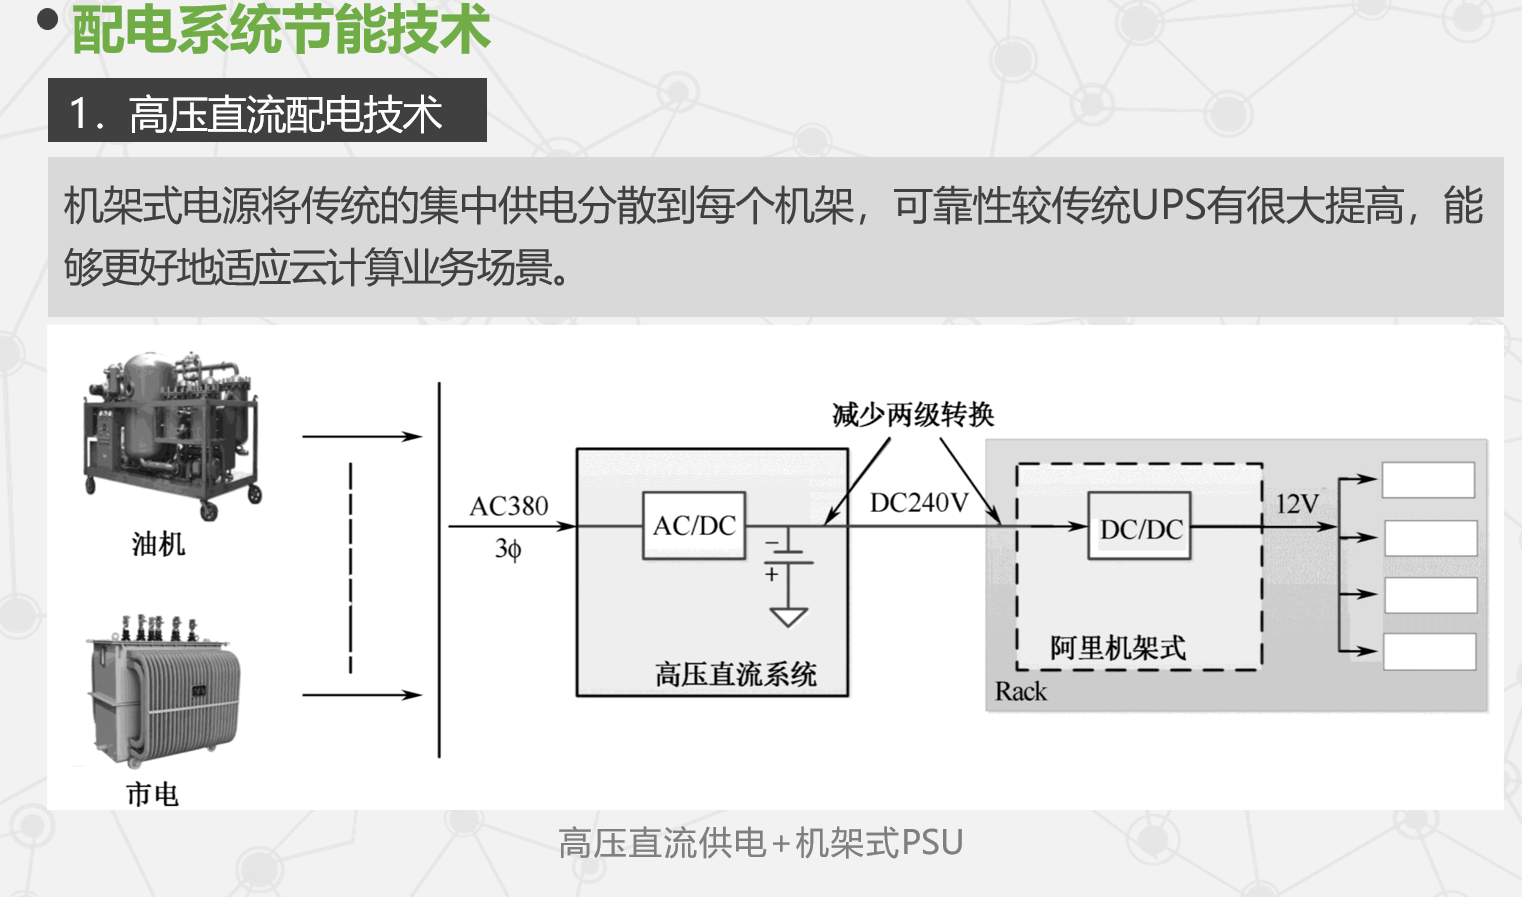 配电系统节能技术
1. 高压直流配电技术
机架式电源将传统的集中供电分散到每个机架，可靠性较传统UPS有很大提高，能
够更好地适应云计算业务场景。
减少两级转换
AC380
3ϕ
AC/DC
DC240V
DC/DC
12V
油机
高压直流系统
阿里机架式
Rack
市电
高压直流供电+机架式PSU